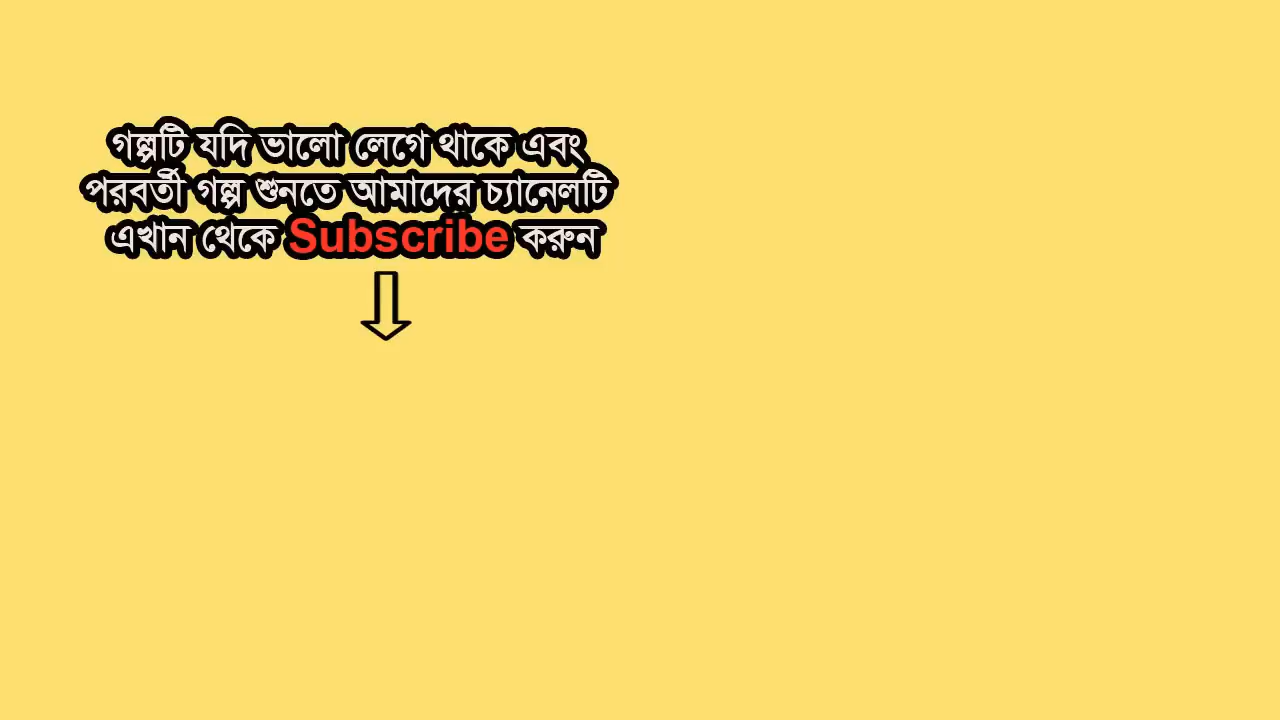 গল্পটি যদি ভালো লেগে থাকে এবং
পরবর্তী গল্প শুনতে আমাদের চ্যানেলটি
এখান থেকে Subscribe করুন